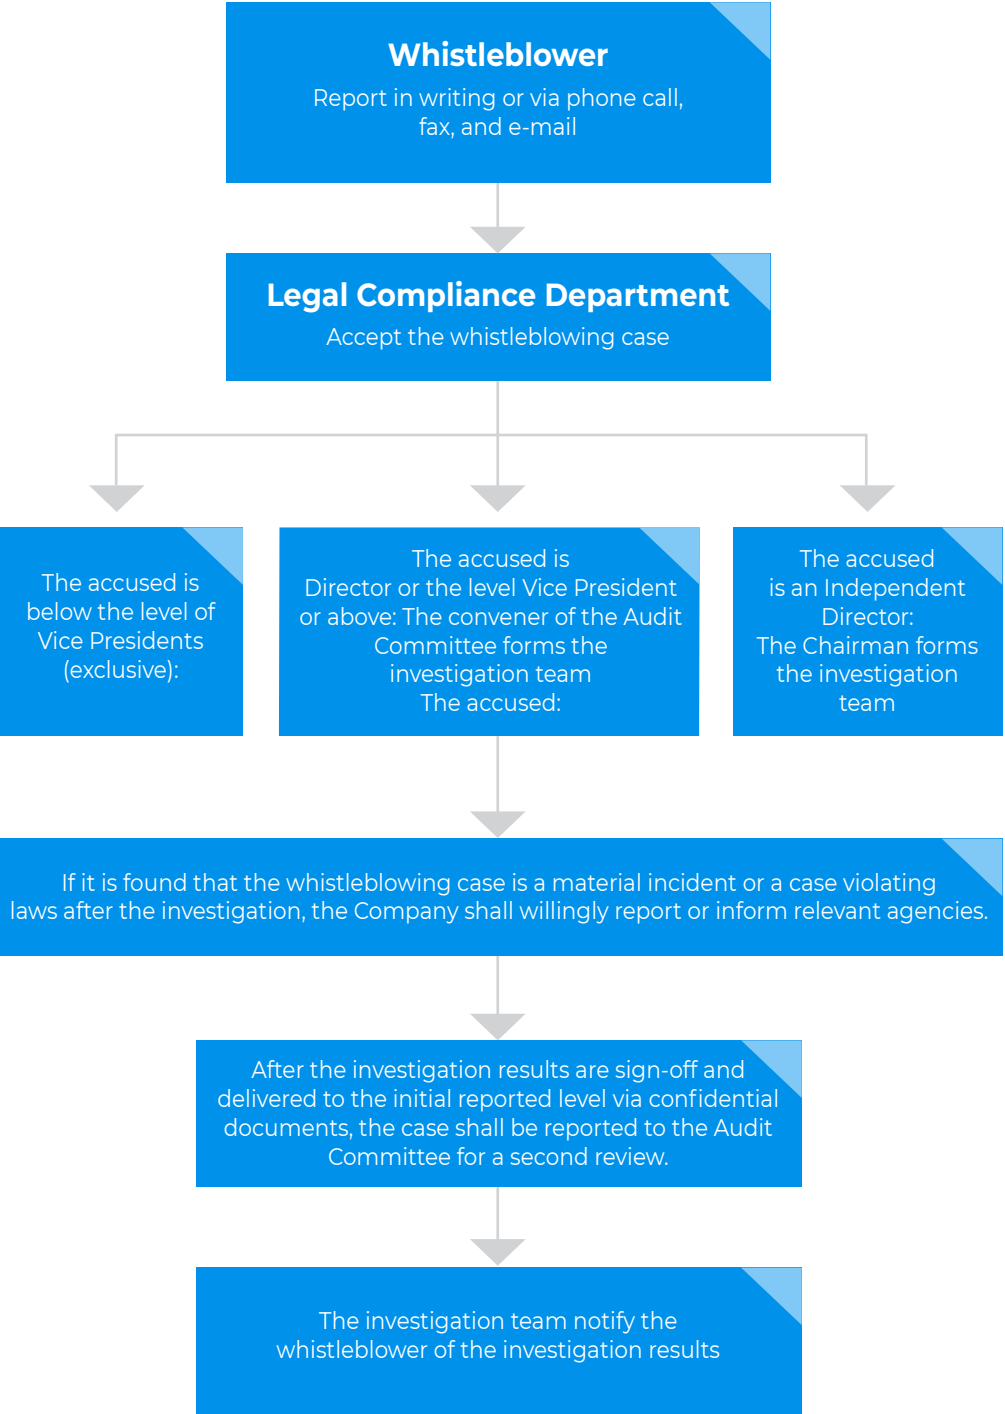 Whistleblower
Report in writing or via phone call,
fax, and e-mail
Legal Compliance Department
Accept the whistleblowing case
The accused is
below the level of
Vice Presidents
(exclusive):
The accused is
Director or the level Vice President
or above: The convener of the Audit
Committee forms the
investigation team
The accused:
The accused
is an Independent
Director:
The Chairman forms
the investigation
team
If it is found that the whistleblowing case is a material incident or a case violating
laws after the investigation, the Company shall willingly report or inform relevant agencies.
After the investigation results are sign-off and
delivered to the initial reported level via confidential
documents, the case shall be reported to the Audit
Committee for a second review.
The investigation team notify the
whistleblower of the investigation results